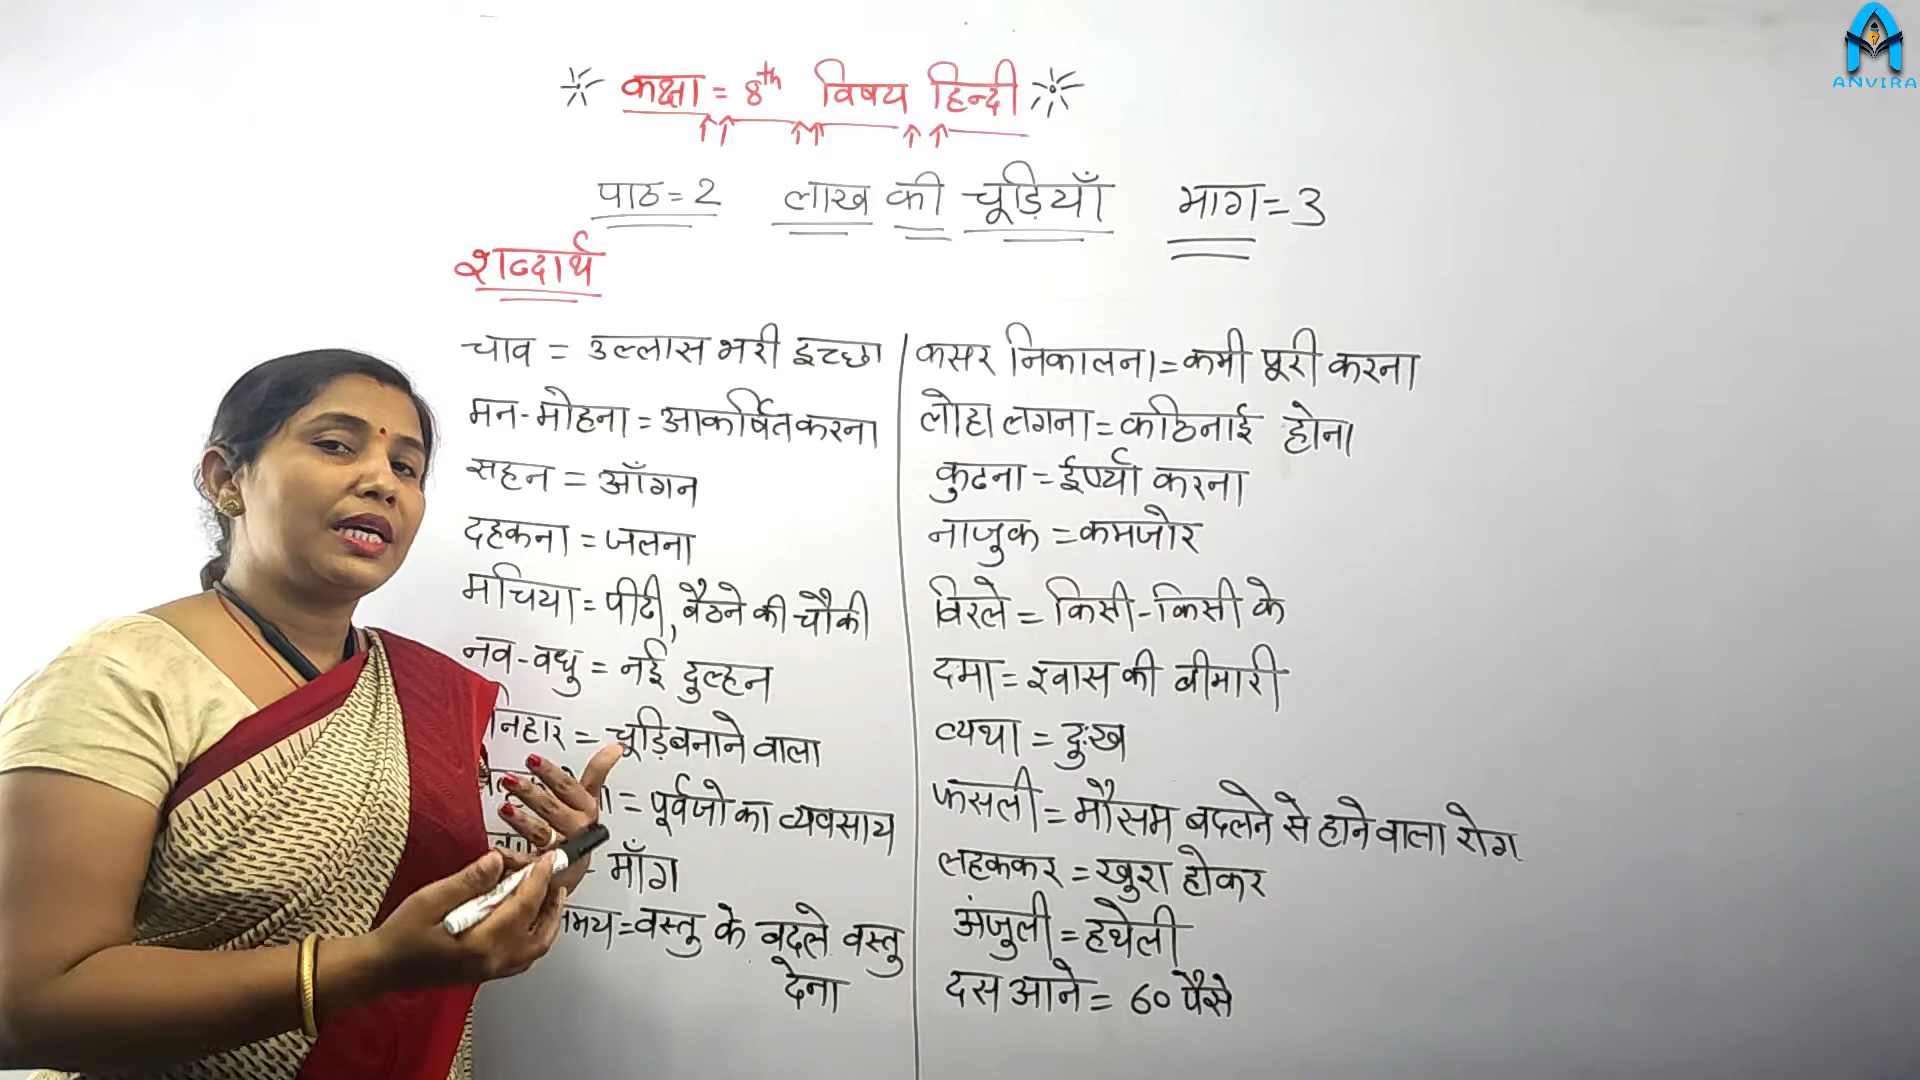 कक्षा = 8th विषय हिन्दी
पाठ = 2 लाख की चूड़ियाँ भाग = 3
शब्दार्थ
चाव = उल्लास भरी इच्छा
मन-मोहना = आकर्षित करना
सहन = आँगन
दहकना = जलना
मचिया = पीढी, बैठने की चौकी
नव-वधु = नई दुल्हन
निहार = चूड़ि बनाने वाला
= पूर्वजो का व्यवसाय
- माँग
मय = वस्तु के बदले वस्तु
देना
कसर निकालना = कमी पूरी करना
लोहा लगना = कठिनाई होना
कुढना = ईर्ष्या करना
नाजुक = कमजोर
विरले = किसी-किसी के
दमा = श्वास की बीमारी
व्यथा = दुःख
फसली = मौसम बदलने से होने वाला रोग
लहककर = खुश होकर
अंजुली = हथेली
दस आने = 60 पैसे
ANVIRA